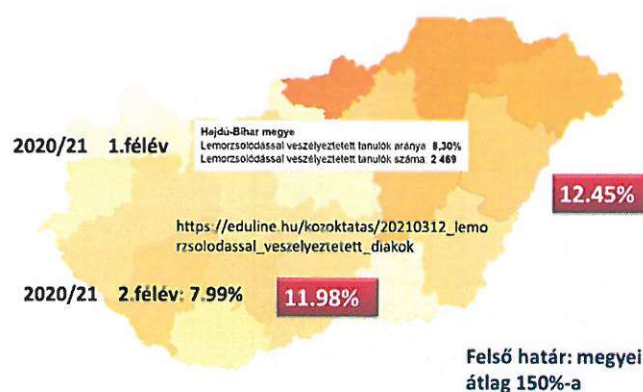 2020/21 1.félév
Hajdú-Bihar megye
Lemorzsolódással veszélyeztetett tanulók aránya 8,30%
Lemorzsolódással veszélyeztetett tanulók száma: 2 469
12.45%
https://eduline.hu/kozoktatas/20210312_lemo
rzsolodassal_veszelyeztetett_diakok
2020/21 2.félév: 7.99%
11.98%
Felső határ: megyei
átlag 150%-a